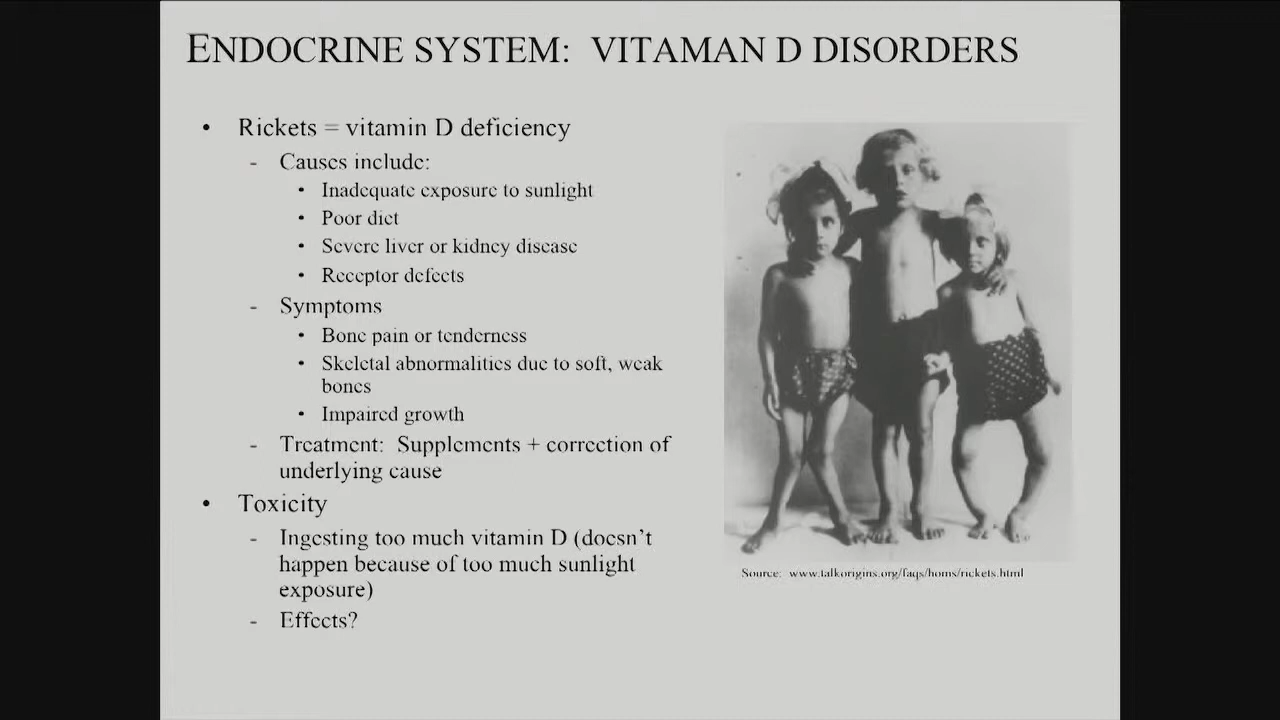 ENDOCRINE SYSTEM: VITAMAN D DISORDERS
• Rickets = vitamin D deficiency
- Causes include:
• Inadequate exposure to sunlight
• Poor diet
• Severe liver or kidney disease
• Receptor defects
- Symptoms
• Bone pain or tenderness
• Skeletal abnormalities due to soft, weak
bones
• Impaired growth
- Treatment: Supplements + correction of
underlying cause
• Toxicity
- Ingesting too much vitamin D (doesn't
happen because of too much sunlight
exposure)
- Effects?
Source: www.talkorigins.org/faqs/homs/rickets.html